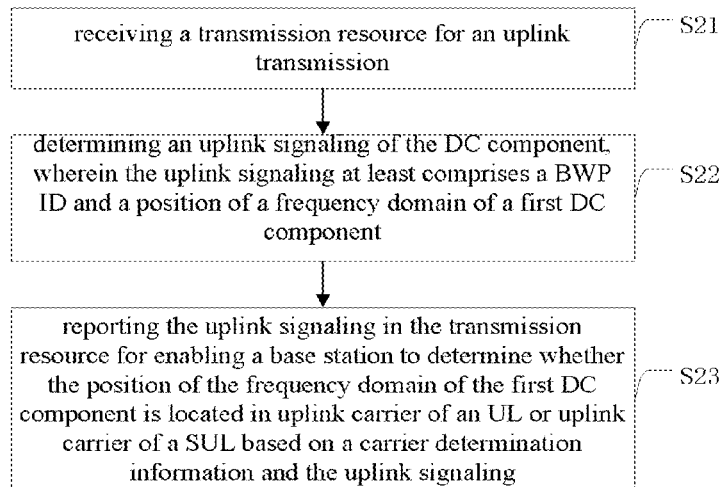 receiving a transmission resource for an uplink
transmission
S21
determining an uplink signaling of the DC component,
wherein the uplink signaling at least comprises a BWP
ID and a position of a frequency domain of a first DC
component
S22
reporting the uplink signaling in the transmission
resource for enabling a base station to determine whether
the position of the frequency domain of the first DC
component is located in uplink carrier of an UL or uplink
carrier of a SUL based on a carrier determination
information and the uplink signaling
S23